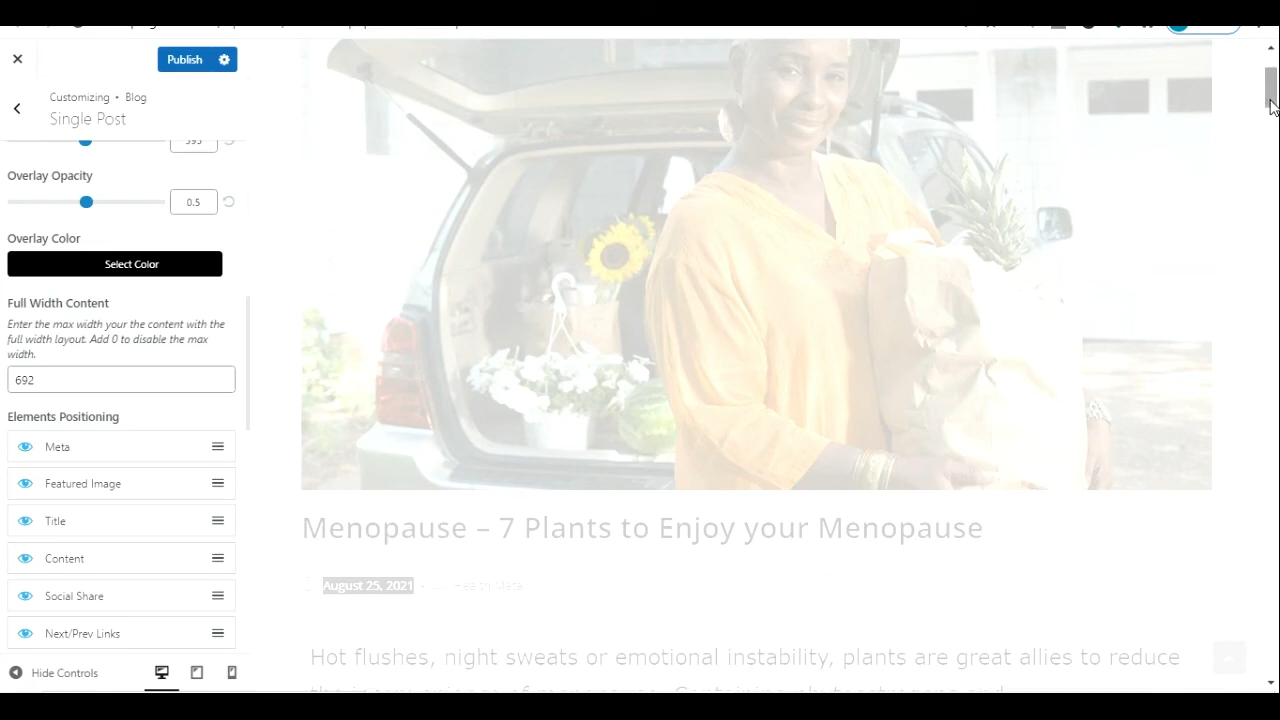 Publish
Customizing • Blog
Single Post
Overlay Opacity
0.5
Overlay Color
Select Color
Full Width Content
Enter the max width your the content with the
full width layout. Add 0 to disable the max
width.
692
Elements Positioning
Meta
Featured Image
Title
Content
Social Share
Next/Prev Links
Hide Controls
Menopause – 7 Plants to Enjoy your Menopause
August 25, 2021
Hot flushes, night sweats or emotional instability, plants are great allies to reduce